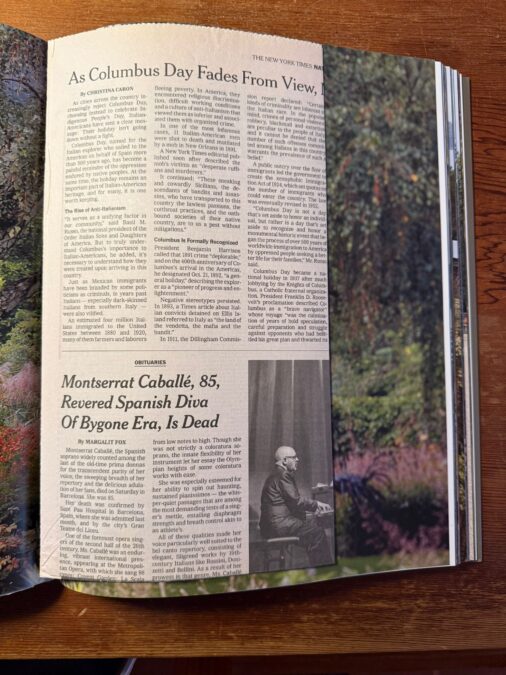 THE NEW YORK TIMES NAT
As Columbus Day Fades From View, I
By CHRISTINA CARON
As cities across the country in-
creasingly reject Columbus Day,
choosing instead to celebrate In-
digenous People's Day, Italian-
Americans have sent a clear mes-
sage: Their holiday isn't going
down without a fight.
Columbus Day, named for the
Italian explorer who sailed to the
Americas on behalf of Spain more
than 500 years ago, has become a
painful symbol of the oppression
endured by native peoples. At the
same time, the holiday remains an
important part of Italian-American
heritage, and for many, it is one
worth keeping.
The Rise of Anti-Italianism
"It serves as a unifying factor in
our community," said Basil M.
Russo, the national president of the
Order Italian Sons and Daughters
of America. But to truly under-
stand Columbus's importance to
Italian-Americans, he added, it's
necessary to understand how they
were treated upon arriving in this
country.
Just as Mexican immigrants
have been branded by some poli-
ticians as criminals, in years past
Italians — especially dark-skinned
Italians from southern Italy —
were also vilified.
An estimated four million Ital-
ians immigrated to the United
States between 1880 and 1920,
many of them farmers and laborers
fleeing poverty. In America, they
encountered religious discrimina-
tion, difficult working conditions
and a culture of anti-Italianism that
viewed them as inferior and associ-
ated them with organized crime.
In one of the most infamous
cases, 11 Italian-American men
were shot to death and mutilated
by a mob in New Orleans in 1891.
A New York Times editorial pub-
lished soon after described the
mob's victims as "desperate ruffi-
ans and murderers."
It continued: "These sneaking
and cowardly Sicilians, the de-
scendants of bandits and assas-
sins, who have transported to this
country the lawless passions, the
cutthroat practices, and the oath-
bound societies of their native
country, are to us a pest without
mitigations."
Columbus Is Formally Recognized
President Benjamin Harrison
called that 1891 crime "deplorable,"
and on the 400th anniversary of Co-
lumbus's arrival in the Americas,
he designated Oct. 21, 1892, "a gen-
eral holiday," describing the explor-
er as a "pioneer of progress and en-
lightenment."
Negative stereotypes persisted.
In 1893, a Times article about Ital-
ian convicts detained on Ellis Is-
land referred to Italy as "the land of
the vendetta, the mafia and the
bandit."
In 1911, the Dillingham Commis-
sion report declared: "Certain
kinds of criminality are inherent in
the Italian race. In the popular
mind, crimes of personal violence,
robbery, blackmail and extortion
are peculiar to the people of Italy,
and it cannot be denied that the
number of such offenses commit-
ted among Italians in this country
warrants the prevalence of such a
belief."
A public outcry over the flow of
immigrants led the government to
create the xenophobic Immigra-
tion Act of 1924, which set quotas on
the number of immigrants who
could enter the country. The law
was eventually revised in 1952.
"Columbus Day is not a day
that's set aside to honor an individ-
ual, but rather is a day that's set
aside to recognize and honor a
monumental historic event that be-
gan the process of over 500 years of
worldwide immigration to America
by oppressed people seeking a bet-
ter life for their families," Mr. Russo
said.
Columbus Day became a na-
tional holiday in 1937 after much
lobbying by the Knights of Colum-
bus, a Catholic fraternal organiza-
tion. President Franklin D. Roose-
velt's proclamation described Co-
lumbus as a "brave navigator"
whose voyage "was the culmina-
tion of years of bold speculation,
careful preparation and struggle
against opponents who had belit-
tled his great plan and thwarted its
OBITUARIES
Montserrat Caballé, 85,
Revered Spanish Diva
Of Bygone Era, Is Dead
By MARGALIT FOX
Montserrat Caballé, the Spanish
soprano widely counted among the
last of the old-time prima donnas
for the transcendent purity of her
voice, the sweeping breadth of her
repertory and the delicious adula-
tion of her fans, died on Saturday in
Barcelona. She was 85.
Her death was confirmed by
Sant Pau Hospital in Barcelona,
Spain, where she was admitted last
month, and by the city's Gran
Teatre del Liceu.
One of the foremost opera sing-
ers of the second half of the 20th
century, Ms. Caballé was an endur-
ing, vibrant international pres-
ence, appearing at the Metropoli-
tan Opera, with which she sang 98
times; Covent Garden; La Scala
from low notes to high. Though she
was not strictly a coloratura so-
prano, the innate flexibility of her
instrument let her essay the Olym-
pian heights of some coloratura
works with ease.
She was especially esteemed for
her ability to spin out haunting,
sustained pianissimos — the whis-
per-quiet passages that are among
the most demanding tests of a sing-
er's mettle, entailing diaphragm
strength and breath control akin to
an athlete's.
All of these qualities made her
voice particularly well suited to the
bel canto repertory, consisting of
elegant, filigreed works by 19th-
century Italians like Rossini, Doni-
zetti and Bellini. As a result of her
prowess in that genre, Ms. Caballé